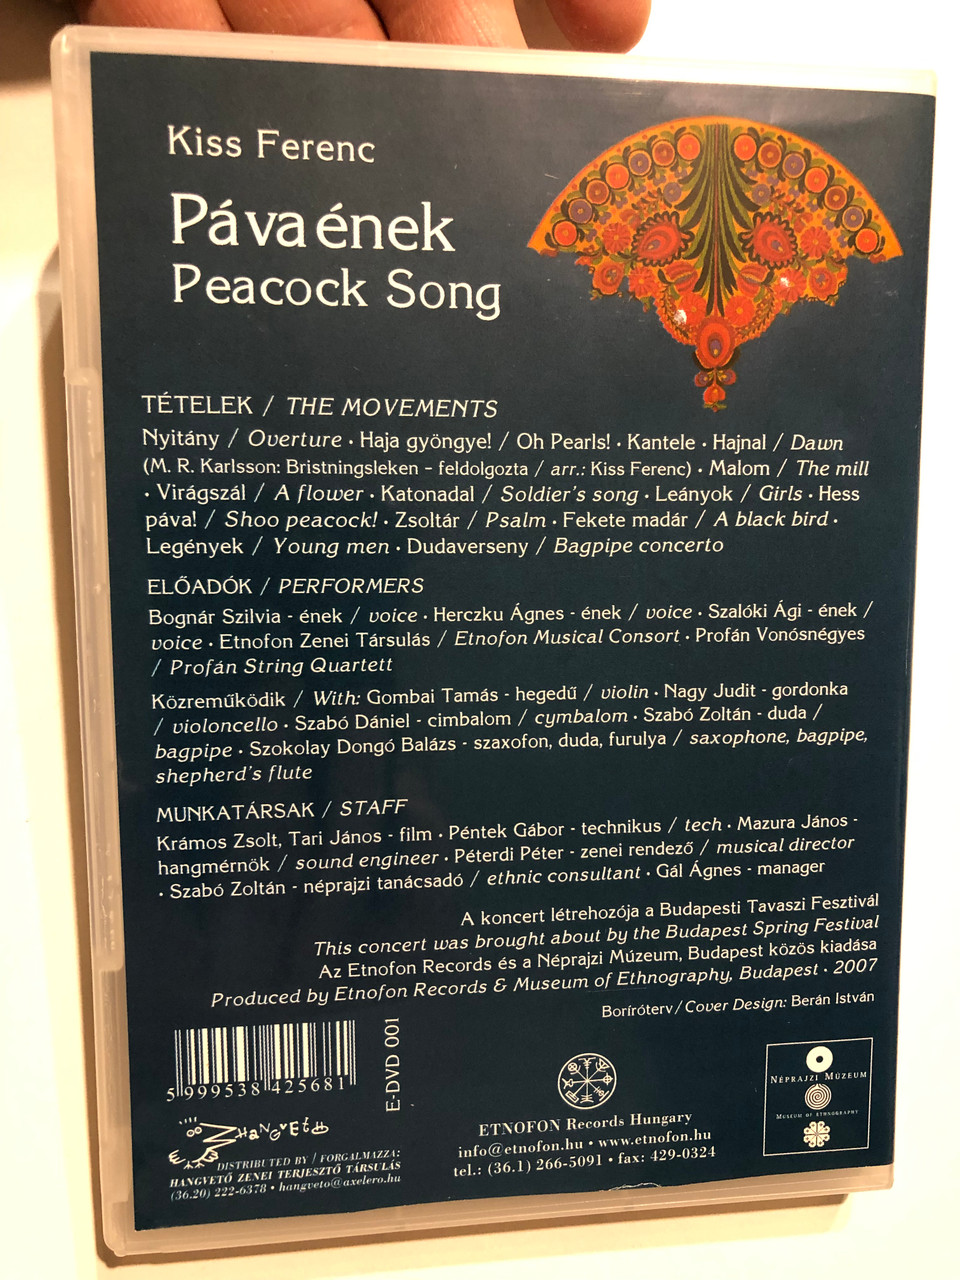 Kiss Ferenc
Pávaének
Peacock Song
TÉTELEK / THE MOVEMENTS
Nyitány / Overture • Haja gyöngye! / Oh Pearls! • Kantele • Hajnal / Dawn
(M. R. Karlsson: Bristningsleken - feldolgozta / arr.: Kiss Ferenc) • Malom / The mill
• Virágszál / A flower • Katonadal / Soldier's song • Leányok / Girls • Hess
páva! / Shoo peacock! • Zsoltár / Psalm • Fekete madár / A black bird •
Legények / Young men • Dudaverseny / Bagpipe concerto
ELŐADÓK / PERFORMERS
Bognár Szilvia - ének / voice • Herczku Ágnes - ének / voice • Szalóki Ági - ének /
voice • Etnofon Zenei Társulás / Etnofon Musical Consort • Profán Vonósnégyes
/ Profán String Quartett
Közreműködik / With: Gombai Tamás - hegedű / violin • Nagy Judit - gordonka
/ violoncello • Szabó Dániel - cimbalom / cymbalom • Szabó Zoltán - duda /
bagpipe • Szokolay Dongó Balázs - szaxofon, duda, furulya / saxophone, bagpipe,
shepherd's flute
MUNKATÁRSAK / STAFF
Krámos Zsolt, Tari János - film • Péntek Gábor - technikus / tech • Mazura János -
hangmérnök / sound engineer • Péterdi Péter - zenei rendező / musical director
• Szabó Zoltán - néprajzi tanácsadó / ethnic consultant • Gál Ágnes - manager
A koncert létrehozója a Budapesti Tavaszi Fesztivál
This concert was brought about by the Budapest Spring Festival
Az Etnofon Records és a Néprajzi Múzeum, Budapest közös kiadása
Produced by Etnofon Records & Museum of Ethnography, Budapest • 2007
Boríróterv / Cover Design: Berán István
5 999538 425681
E-DVD 001
HANGVETŐ
DISTRIBUTED BY / FORGALMAZZA:
HANGVETŐ ZENEI TERJESZTŐ TÁRSULÁS
(36.20) 222-6378 • hangveto@axelero.hu
ETNOFON Records Hungary
info@etnofon.hu • www.etnofon.hu
tel.: (36.1) 266-5091 • fax: 429-0324
NÉPRAJZI MÚZEUM
MUSEUM OF ETHNOGRAPHY